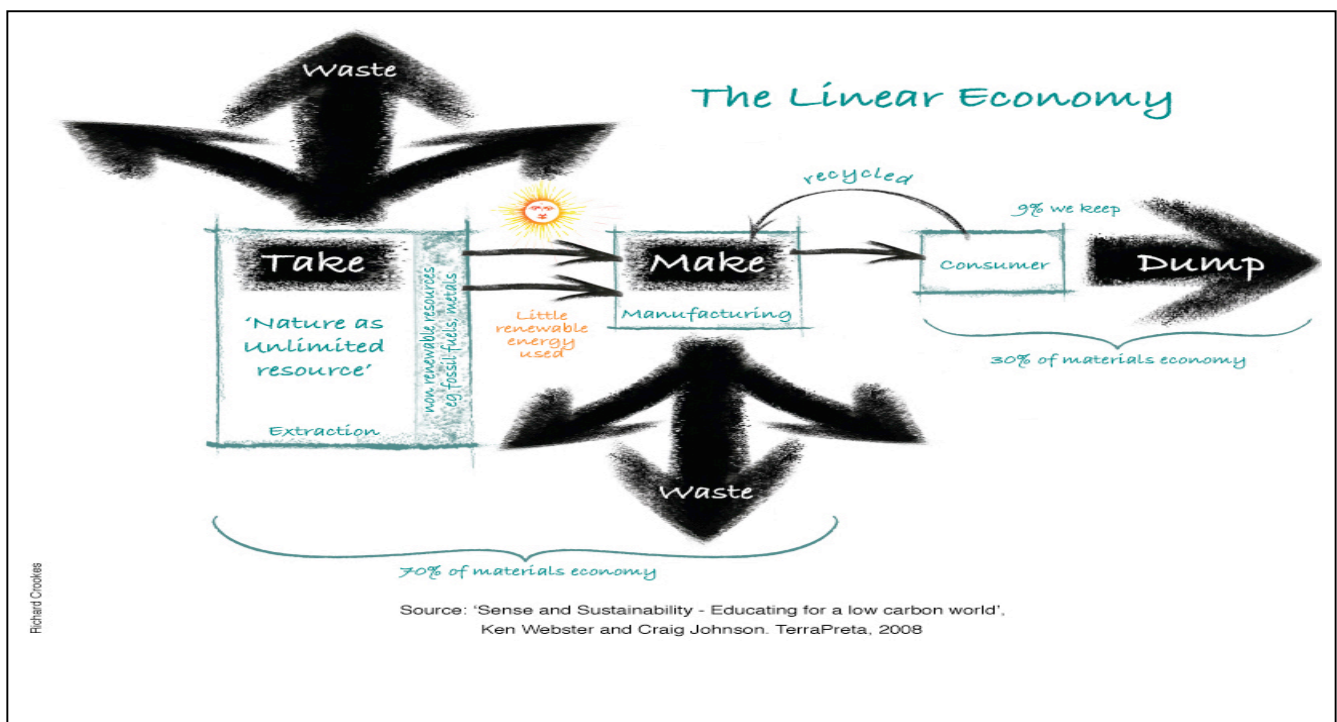 Waste
The Linear Economy
recycled
9% we keep
Take
Make
Consumer
Dump
'Nature as
Unlimited
resource'
Extraction
non renewable resources
eg fossil fuels; metals
Little
renewable
energy
used
Manufacturing
30% of materials economy
Waste
70% of materials economy
Richard Crookes
Source: 'Sense and Sustainability - Educating for a low carbon world',
Ken Webster and Craig Johnson. TerraPreta, 2008